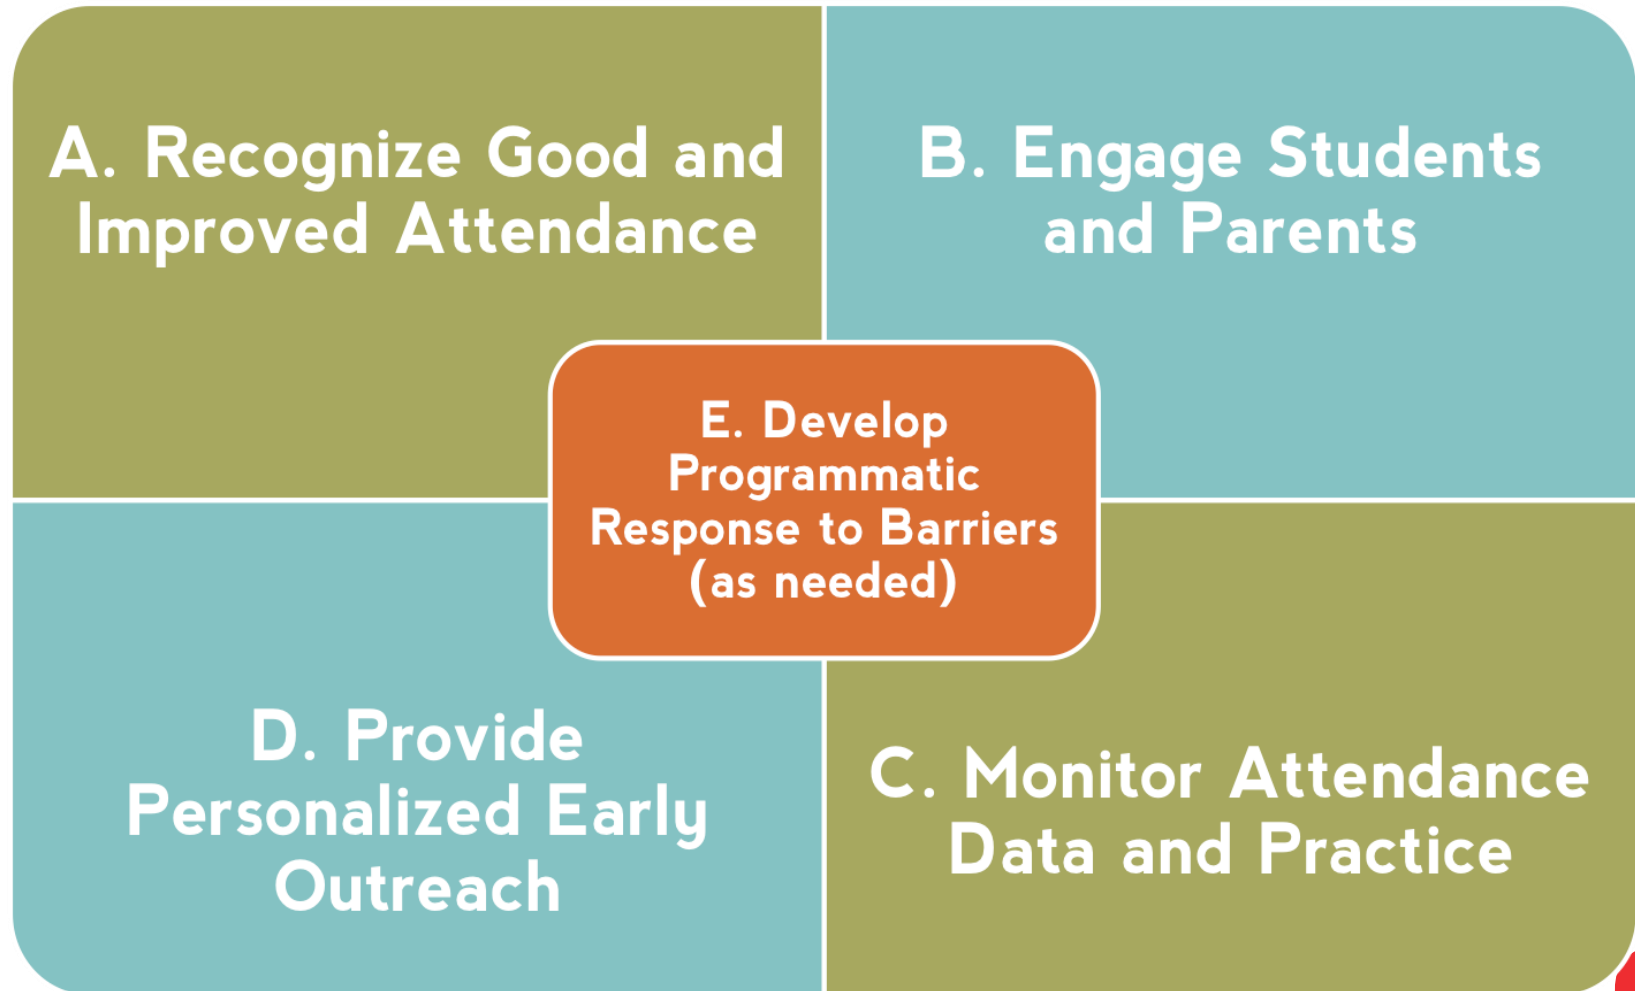 A. Recognize Good and
Improved Attendance
B. Engage Students
and Parents
E. Develop
Programmatic
Response to Barriers
(as needed)
D. Provide
Personalized Early
Outreach
C. Monitor Attendance
Data and Practice